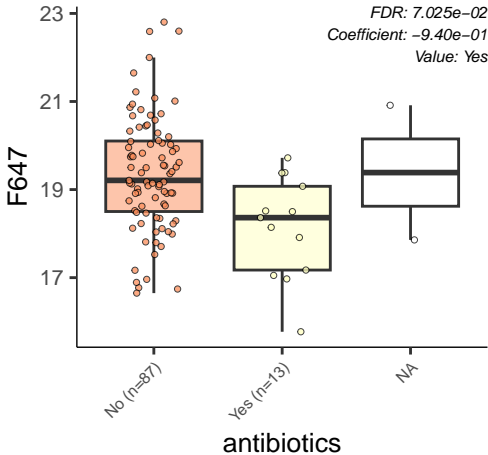 FDR: 7.025e−02
Coefficient: −9.40e−01
Value: Yes
23
21
19
17
F647
No (n=87)
Yes (n=13)
NA
antibiotics